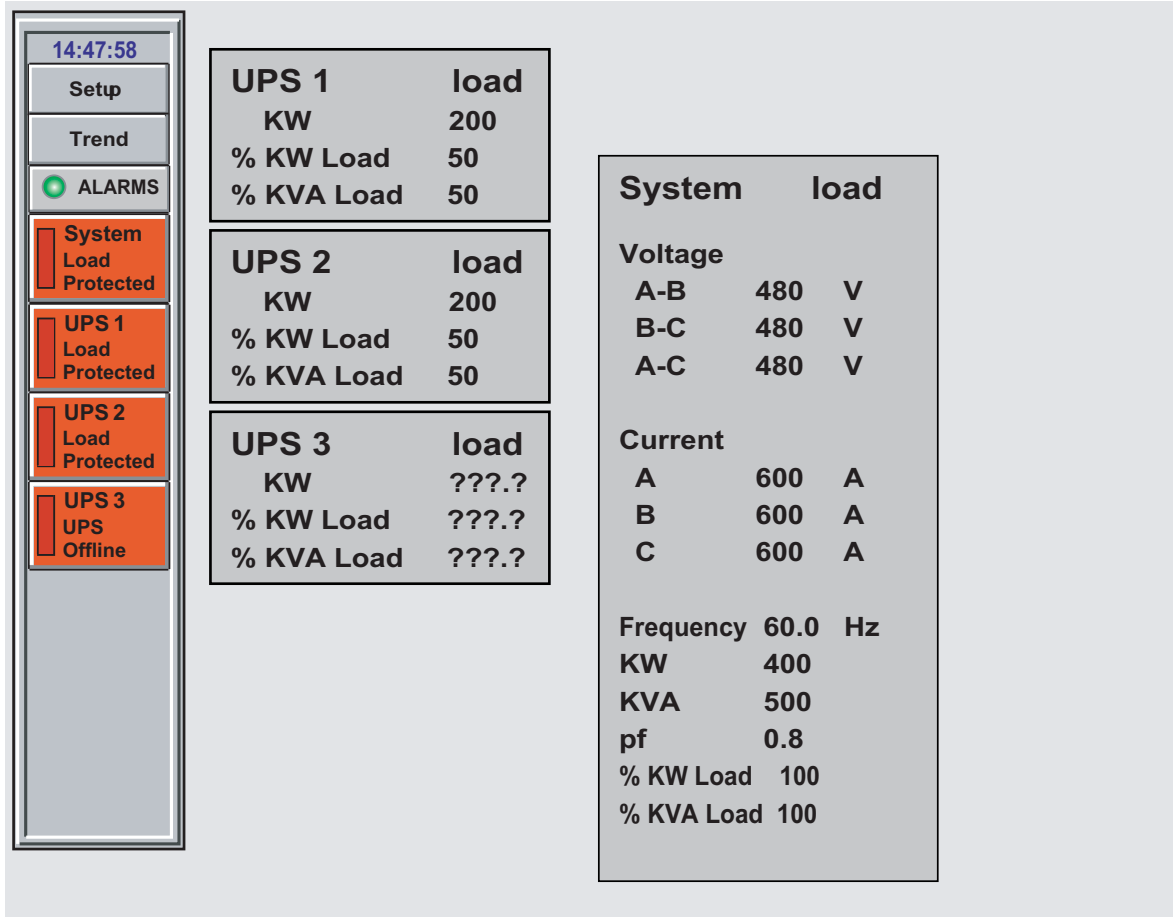 14:47:58
Setup
Trend
ALARMS
System
Load
Protected
UPS 1
Load
Protected
UPS 2
Load
Protected
UPS 3
UPS
Offline
UPS 1 load
KW 200
% KW Load 50
% KVA Load 50
UPS 2 load
KW 200
% KW Load 50
% KVA Load 50
UPS 3 load
KW ???.?
% KW Load ???.?
% KVA Load ???.?
System load
Voltage
A-B 480 V
B-C 480 V
A-C 480 V
Current
A 600 A
B 600 A
C 600 A
Frequency 60.0 Hz
KW 400
KVA 500
pf 0.8
% KW Load 100
% KVA Load 100